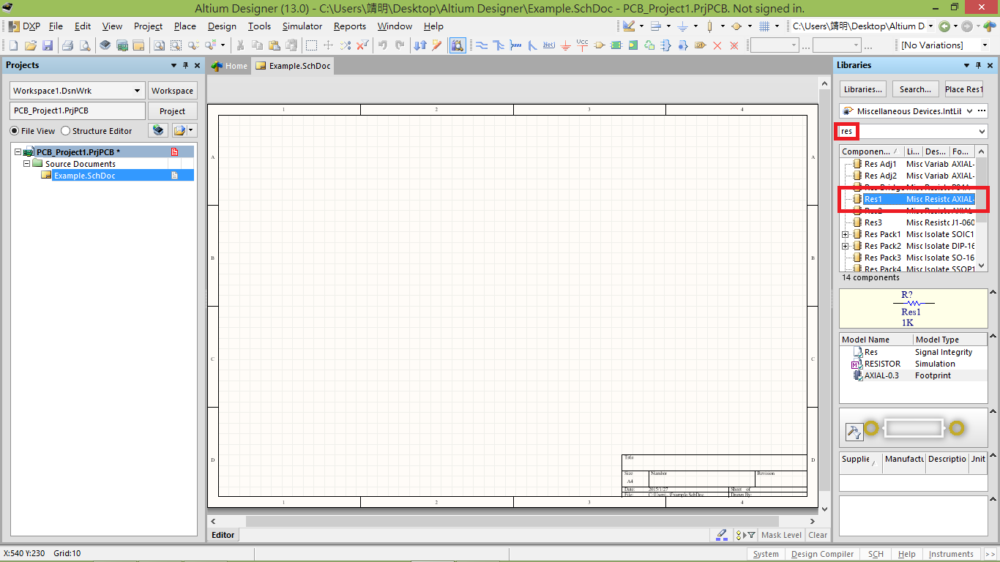 Altium Designer (13.0) - C:\Users\靖明\Desktop\Altium Designer\Example.SchDoc - PCB_Project1.PrjPCB. Not signed in.
DXP File Edit View Project Place Design Tools Simulator Reports Window Help C:\Users\靖明\Desktop\Altium D
Net Vcc ... ... [No Variations]
Projects
Workspace1.DsnWrk Workspace
PCB_Project1.PrjPCB Project
File View Structure Editor
PCB_Project1.PrjPCB *
Source Documents
Example.SchDoc
Home Example.SchDoc
1 2 3 4
A A
B B
C C
D D
Title
Size Number Revision
A4
Date: 2015/1/27 Sheet of
File: C:\Users\..\Example.SchDoc Drawn By:
1 2 3 4
Editor Mask Level Clear
Libraries
Libraries... Search... Place Res1
Miscellaneous Devices.IntLib ...
res
Componen... Li... Des... Fo...
Res Adj1 Misc Variab AXIAL-
Res Adj2 Misc Variab AXIAL-
Res Bridge Misc Resisto
Res1 Misc Resisto AXIAL-
Res2 Misc Resisto AXIAL-
Res3 Misc Resisto J1-060
Res Pack1 Misc Isolate SOIC1
Res Pack2 Misc Isolate DIP-16
Res Pack3 Misc Isolate SO-16
Res Pack4 Misc Isolate SSOP1
14 components
R?
Res1
1K
Model Name Model Type
Res Signal Integrity
RESISTOR Simulation
AXIAL-0.3 Footprint
Supplie Manufactu Descriptio Unit
X:540 Y:230 Grid:10 System Design Compiler SCH Help Instruments >>